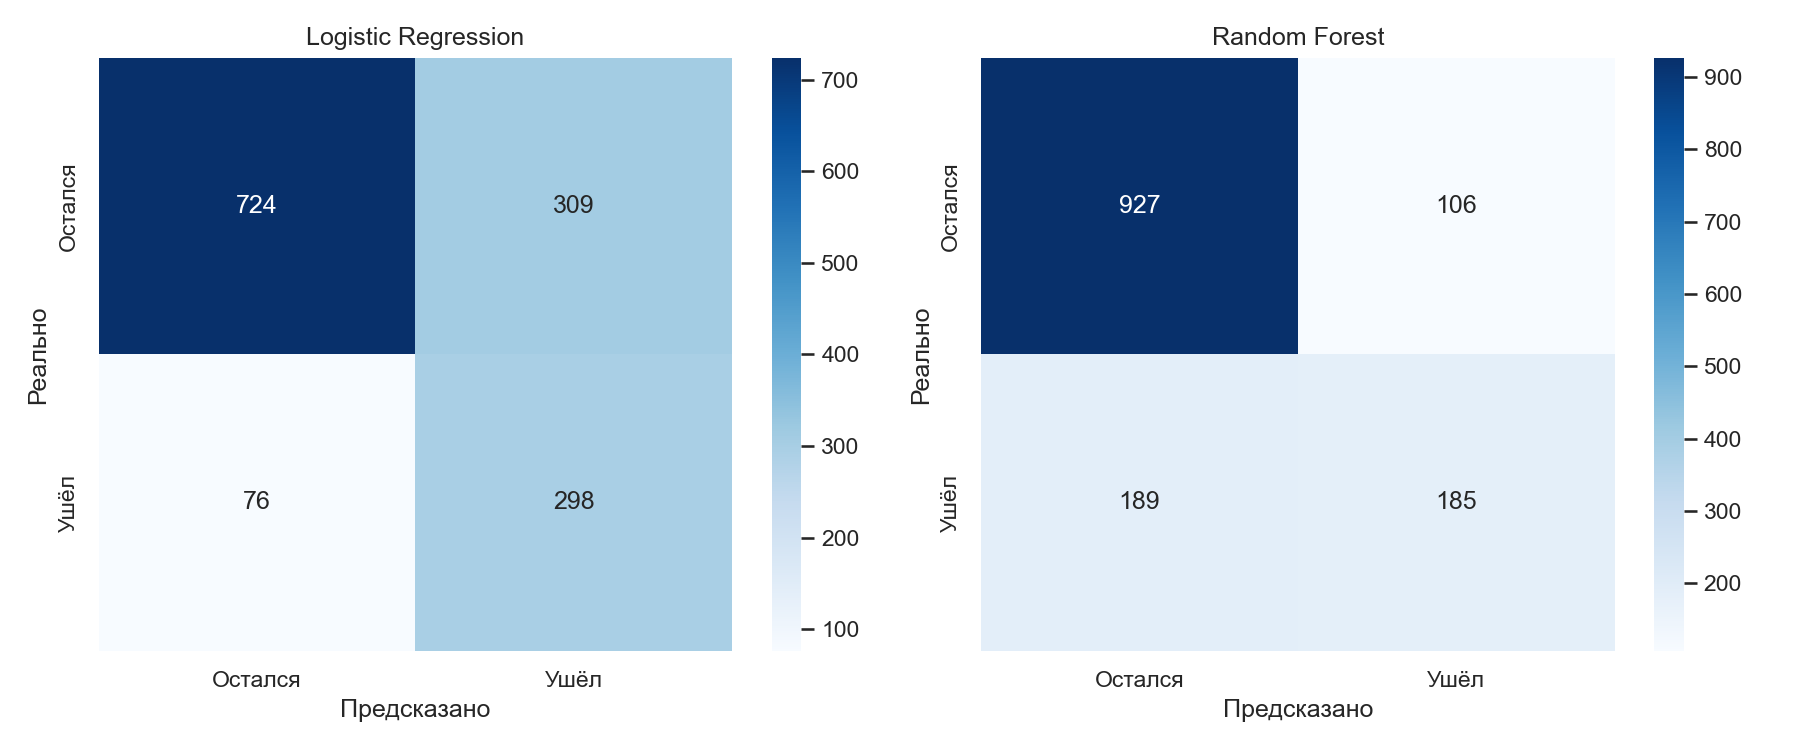 Logistic Regression
Остался
Ушёл
Реально
724
309
76
298
Остался
Ушёл
Предсказано
700
600
500
400
300
200
100
Random Forest
Остался
Ушёл
Реально
927
106
189
185
Остался
Ушёл
Предсказано
900
800
700
600
500
400
300
200